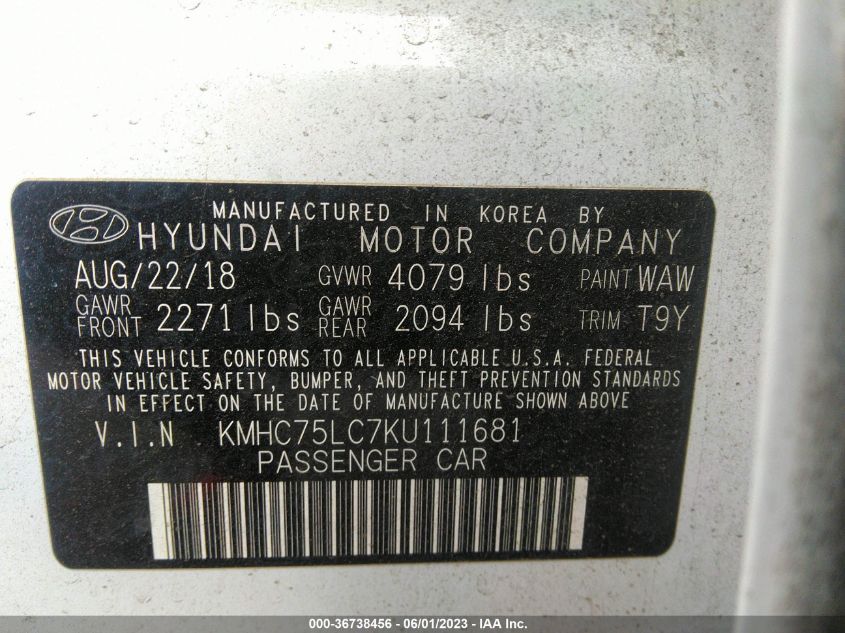 MANUFACTURED IN KOREA BY
HYUNDAI MOTOR COMPANY
AUG/22/18 GVWR 4079 lbs PAINT WAW
GAWR FRONT 2271 lbs GAWR REAR 2094 lbs TRIM T9Y
THIS VEHICLE CONFORMS TO ALL APPLICABLE U.S.A. FEDERAL
MOTOR VEHICLE SAFETY, BUMPER, AND THEFT PREVENTION STANDARDS
IN EFFECT ON THE DATE OF MANUFACTURE SHOWN ABOVE
V.I.N KMHC75LC7KU111681
PASSENGER CAR
000-36738456 - 06/01/2023 - IAA Inc.